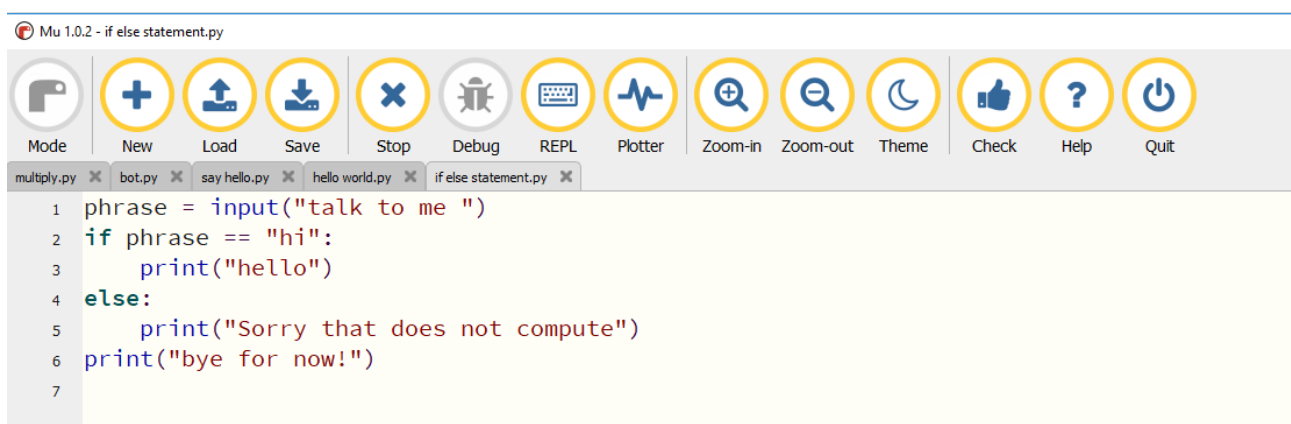 Mu 1.0.2 - if else statement.py
Mode New Load Save Stop Debug REPL Plotter Zoom-in Zoom-out Theme Check Help Quit
multiply.py bot.py say hello.py hello world.py if else statement.py
1 phrase = input("talk to me ")
2 if phrase == "hi":
3     print("hello")
4 else:
5     print("Sorry that does not compute")
6 print("bye for now!")
7